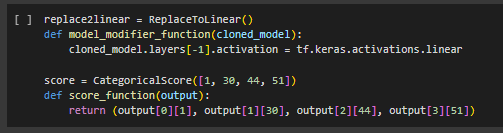 [ ] replace2linear = ReplaceToLinear()
def model_modifier_function(cloned_model):
    cloned_model.layers[-1].activation = tf.keras.activations.linear

score = CategoricalScore([1, 30, 44, 51])
def score_function(output):
    return (output[0][1], output[1][30], output[2][44], output[3][51])